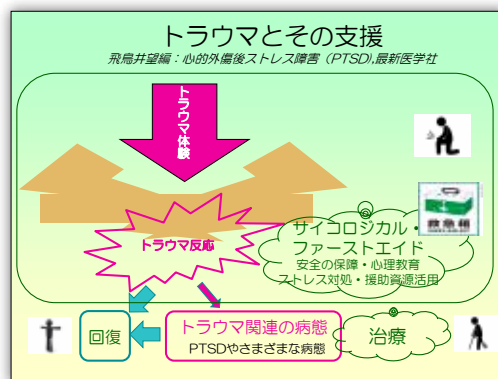 トラウマとその支援
飛鳥井望編：心的外傷後ストレス障害（PTSD),最新医学社
トラウマ体験
救急箱
トラウマ反応
サイコロジカル・
ファーストエイド
安全の保障・心理教育
ストレス対処・援助資源活用
回復
トラウマ関連の病態
PTSDやさまざまな病態
治療